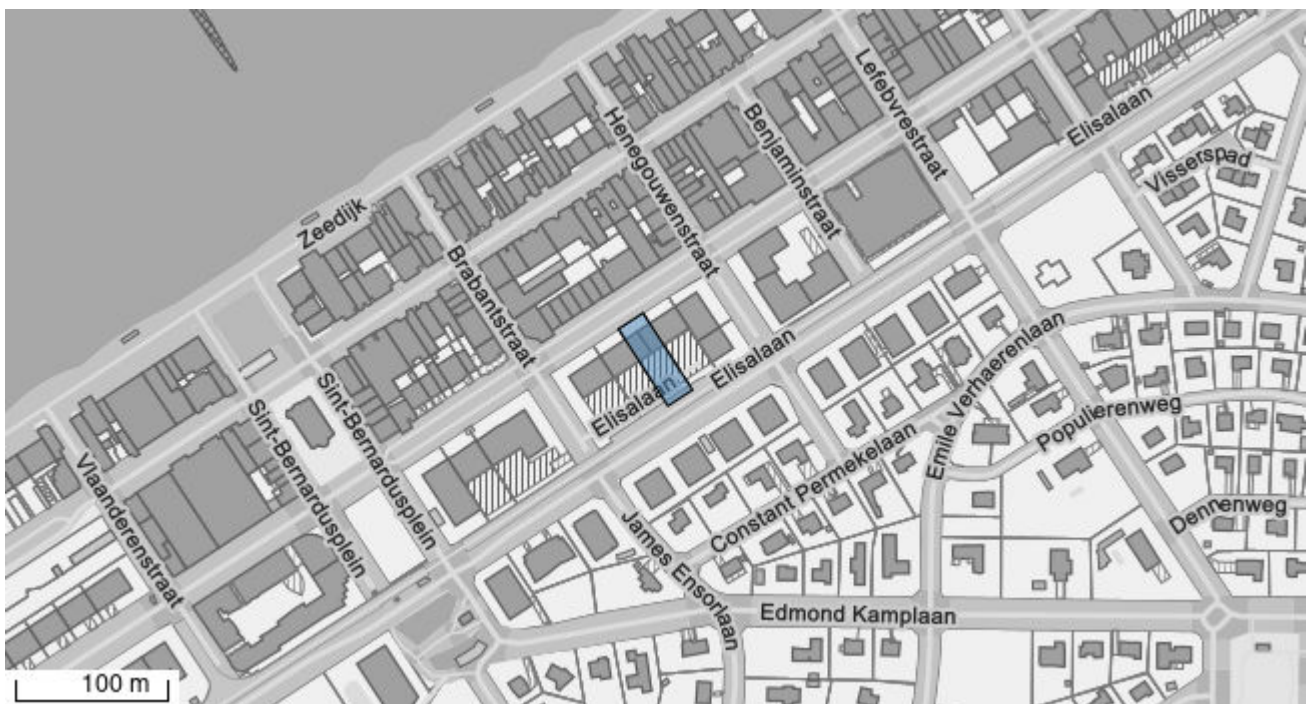 Zeedijk
Henegouwenstraat
Benjaminstraat
Lefebvrestraat
Elisalaan
Visserspad
Brabantstraat
Elisalaan
Elisalaan
Emile Verhaerenlaan
Populierenweg
Sint-Bernardusplein
Sint-Bernardusplein
Vlaanderenstraat
Constant Permekelaan
Dennenweg
James Ensorlaan
Edmond Kamplaan
100 m